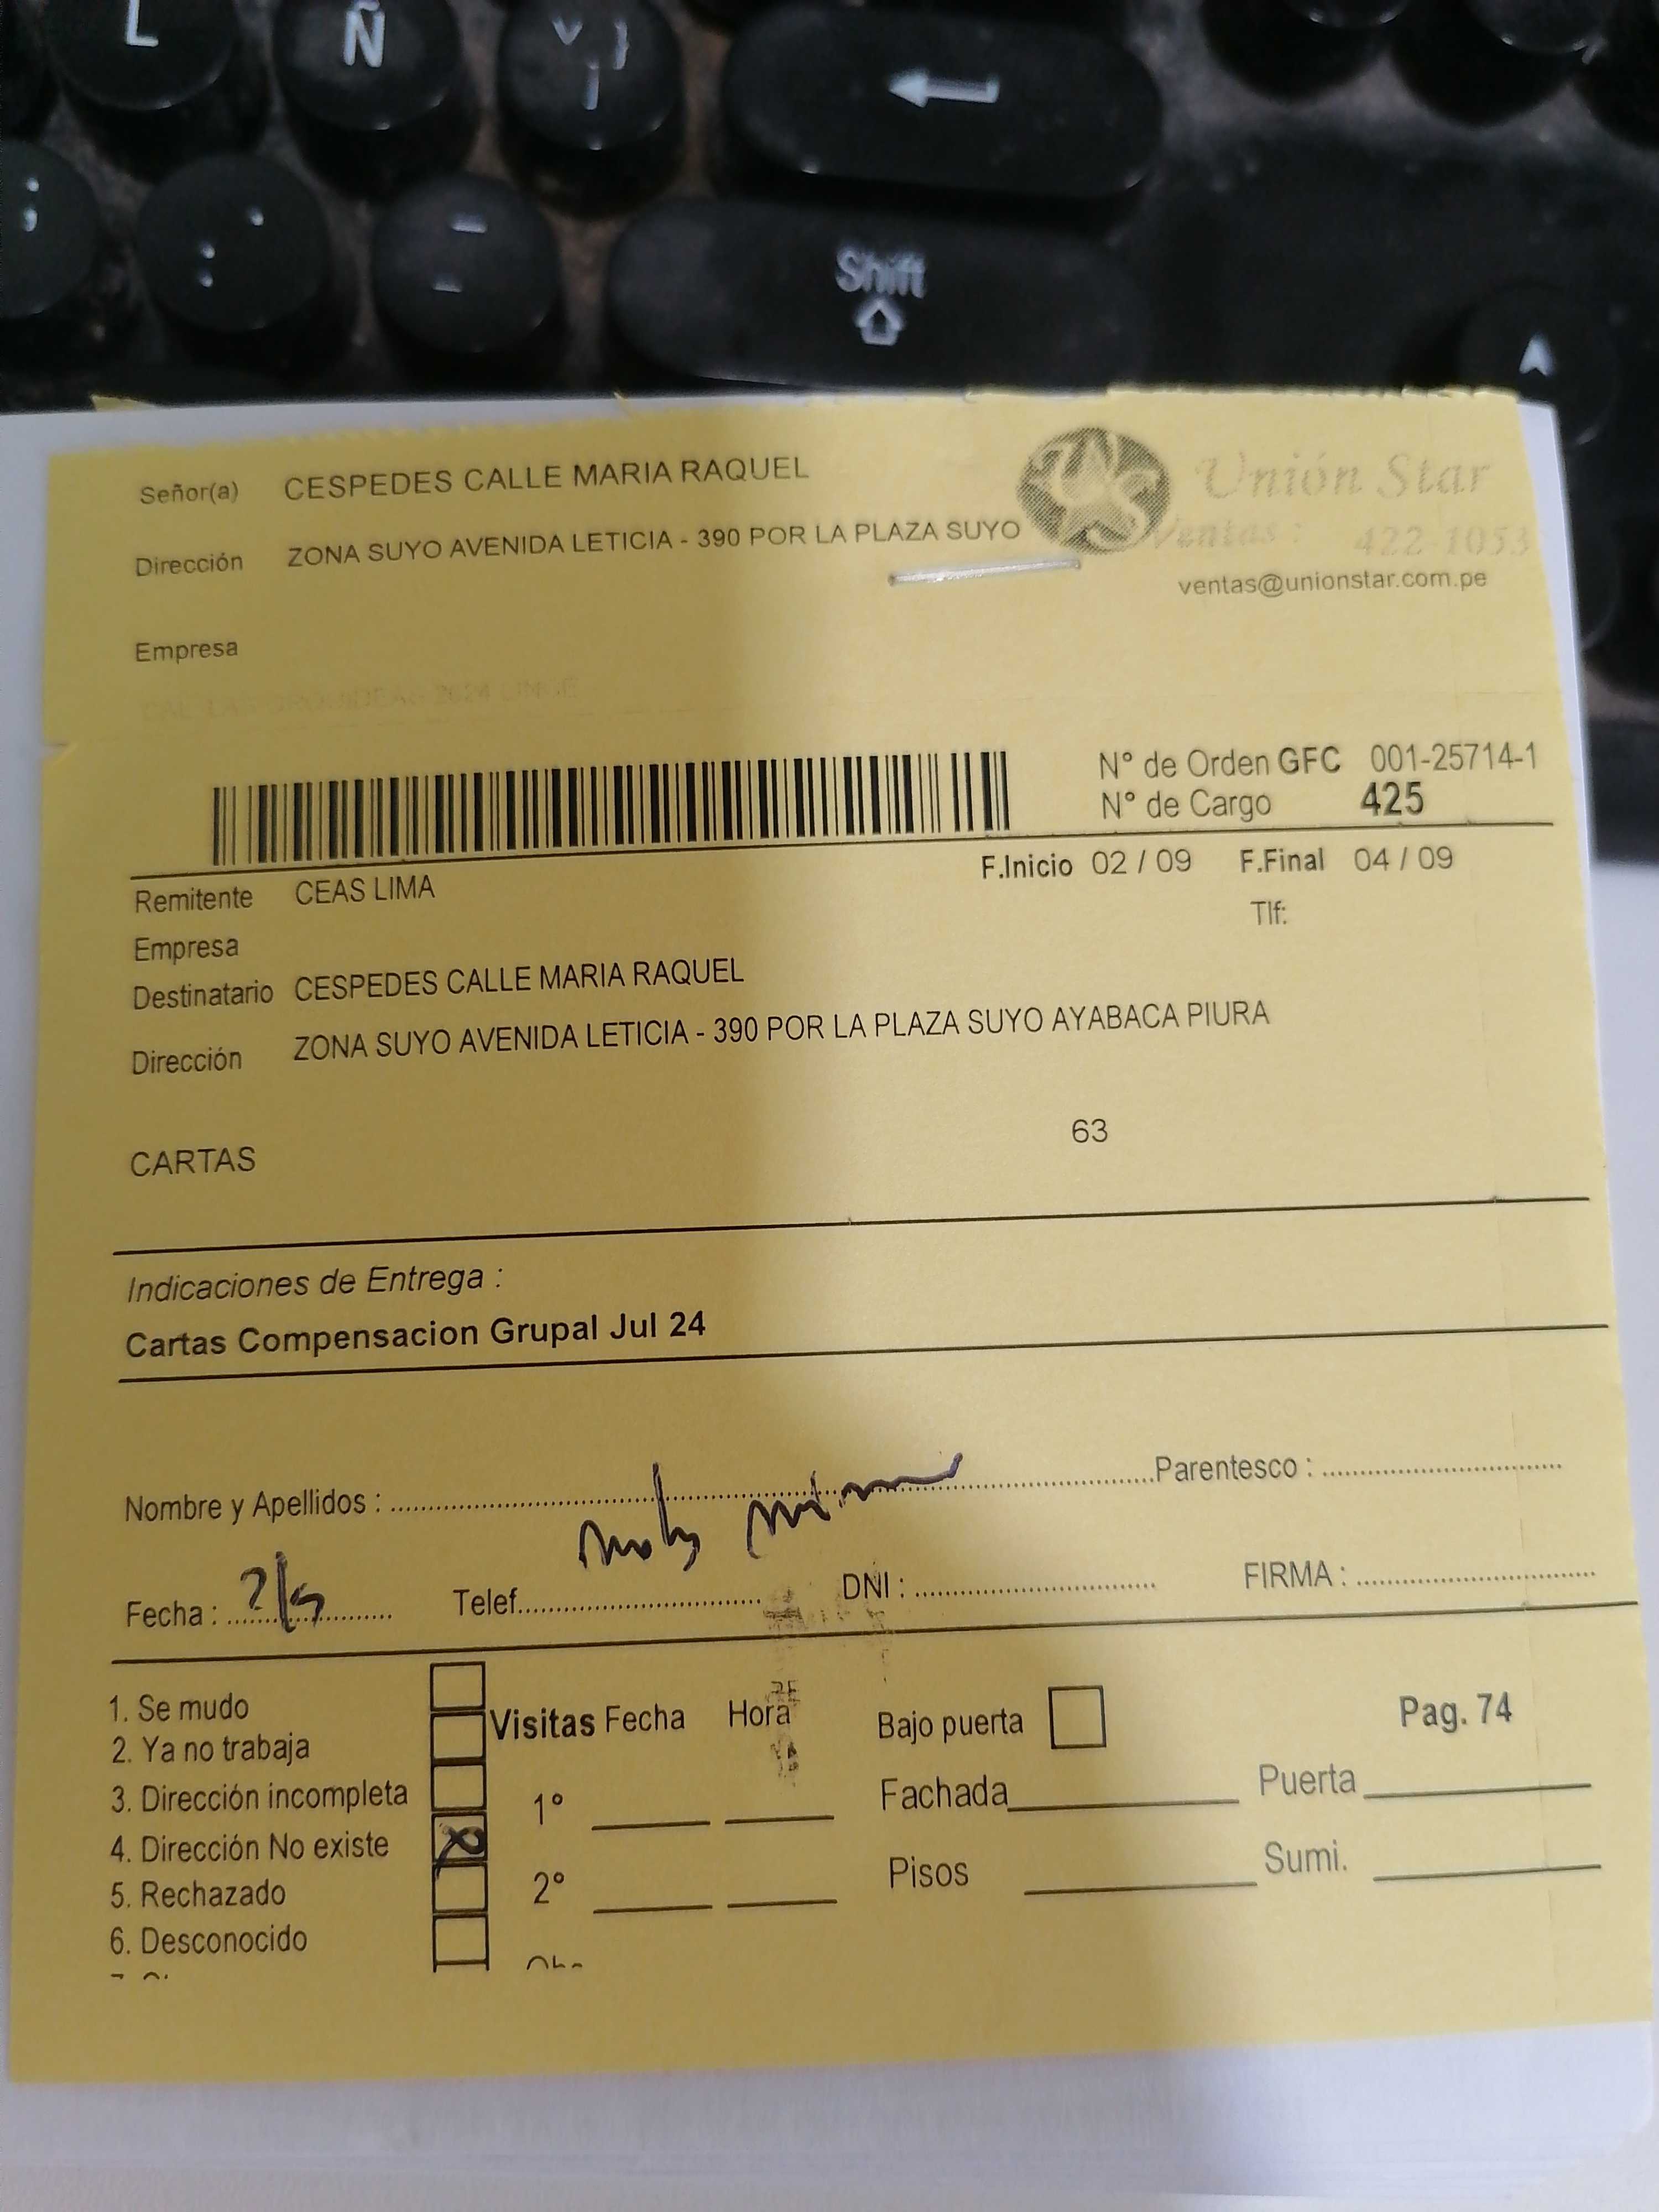 L Ñ
Shift
Señor(a) CESPEDES CALLE MARIA RAQUEL
Unión Star
Dirección ZONA SUYO AVENIDA LETICIA - 390 POR LA PLAZA SUYO
Ventas : 422-1053
ventas@unionstar.com.pe
Empresa
N° de Orden GFC 001-25714-1
N° de Cargo 425
F.Inicio 02 / 09 F.Final 04 / 09
Remitente CEAS LIMA
Tlf:
Empresa
Destinatario CESPEDES CALLE MARIA RAQUEL
Dirección ZONA SUYO AVENIDA LETICIA - 390 POR LA PLAZA SUYO AYABACA PIURA
CARTAS 63
Indicaciones de Entrega :
Cartas Compensacion Grupal Jul 24
Nombre y Apellidos : Parentesco :
Fecha : Telef. DNI : FIRMA :
1. Se mudo
2. Ya no trabaja
3. Dirección incompleta
4. Dirección No existe
5. Rechazado
6. Desconocido
Visitas Fecha Hora
1°
2°
Bajo puerta Pag. 74
Fachada Puerta
Pisos Sumi.